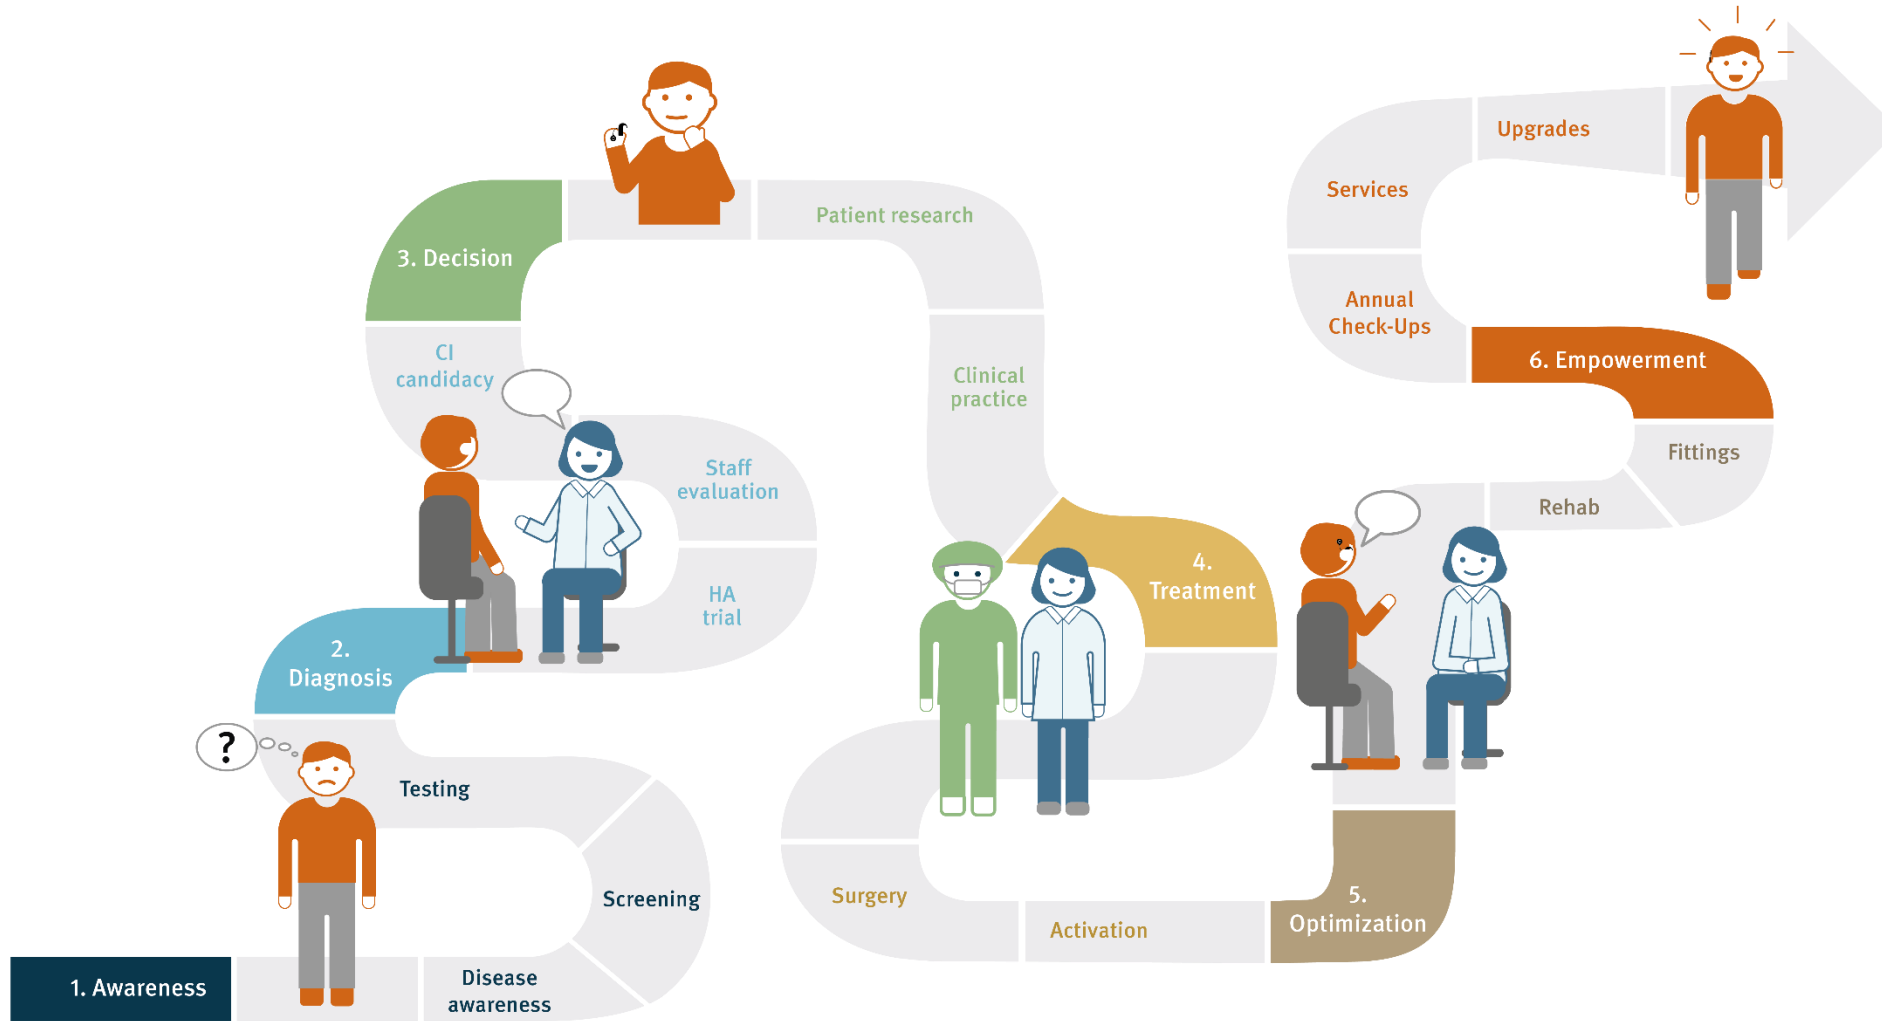 1. Awareness
Disease
awareness
Screening
Testing
?
2.
Diagnosis
HA
trial
Staff
evaluation
CI
candidacy
3. Decision
Patient research
Clinical
practice
4.
Treatment
Surgery
Activation
5.
Optimization
Rehab
Fittings
6. Empowerment
Annual
Check-Ups
Services
Upgrades